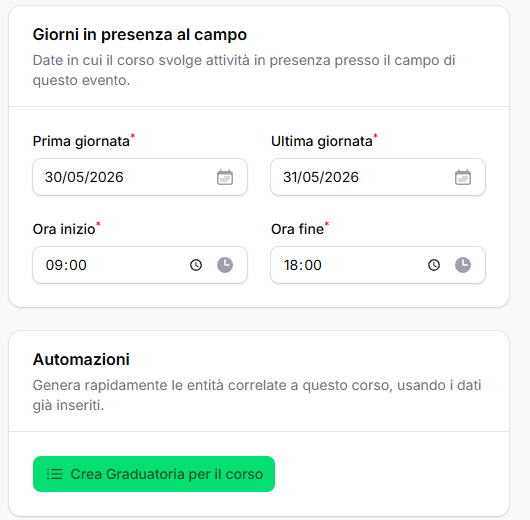 Giorni in presenza al campo
Date in cui il corso svolge attività in presenza presso il campo di
questo evento.
Prima giornata*
Ultima giornata*
30/05/2026
31/05/2026
Ora inizio*
Ora fine*
09:00
18:00
Automazioni
Genera rapidamente le entità correlate a questo corso, usando i dati
già inseriti.
Crea Graduatoria per il corso